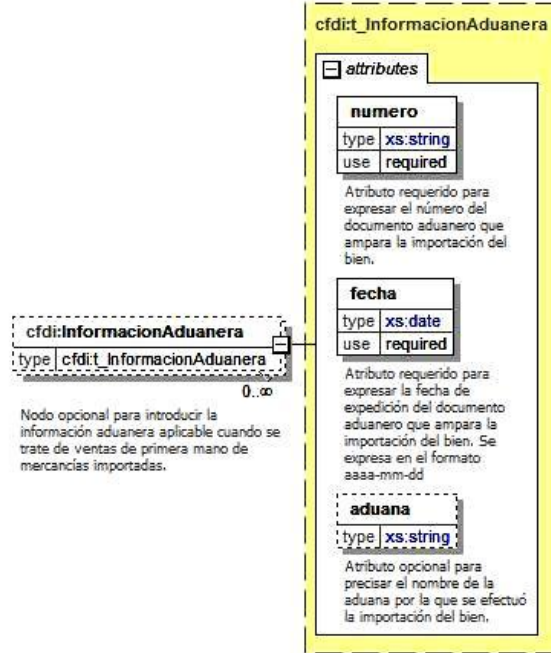 cfdi:t_InformacionAduanera
attributes
numero
type xs:string
use required
Atributo requerido para
expresar el número del
documento aduanero que
ampara la importación del
bien.
fecha
type xs:date
use required
Atributo requerido para
expresar la fecha de
expedición del documento
aduanero que ampara la
importación del bien. Se
expresa en el formato
aaaa-mm-dd
aduana
type xs:string
Atributo opcional para
precisar el nombre de la
aduana por la que se efectuó
la importación del bien.
cfdi:InformacionAduanera
type cfdi:t_InformacionAduanera
0..∞
Nodo opcional para introducir la
información aduanera aplicable cuando se
trate de ventas de primera mano de
mercancías importadas.